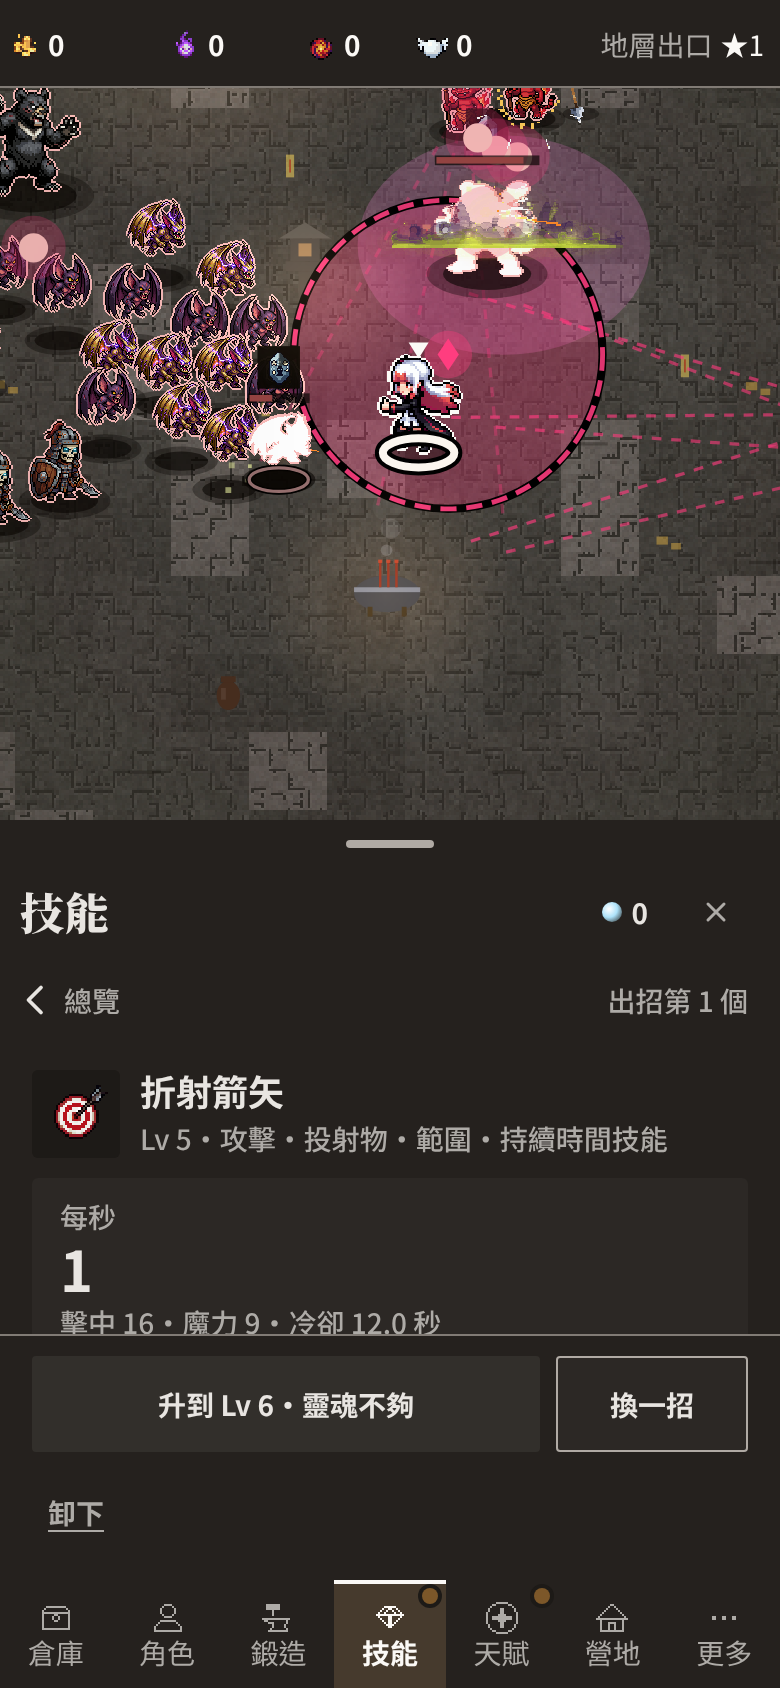 0 0 0 0 地層出口 ★1
技能 0
總覽 出招第 1 個
折射箭矢
Lv 5・攻擊・投射物・範圍・持續時間技能
每秒
1
擊中 16・魔力 9・冷卻 12.0 秒
升到 Lv 6・靈魂不夠 換一招
卸下
倉庫 角色 鍛造 技能 天賦 營地 更多